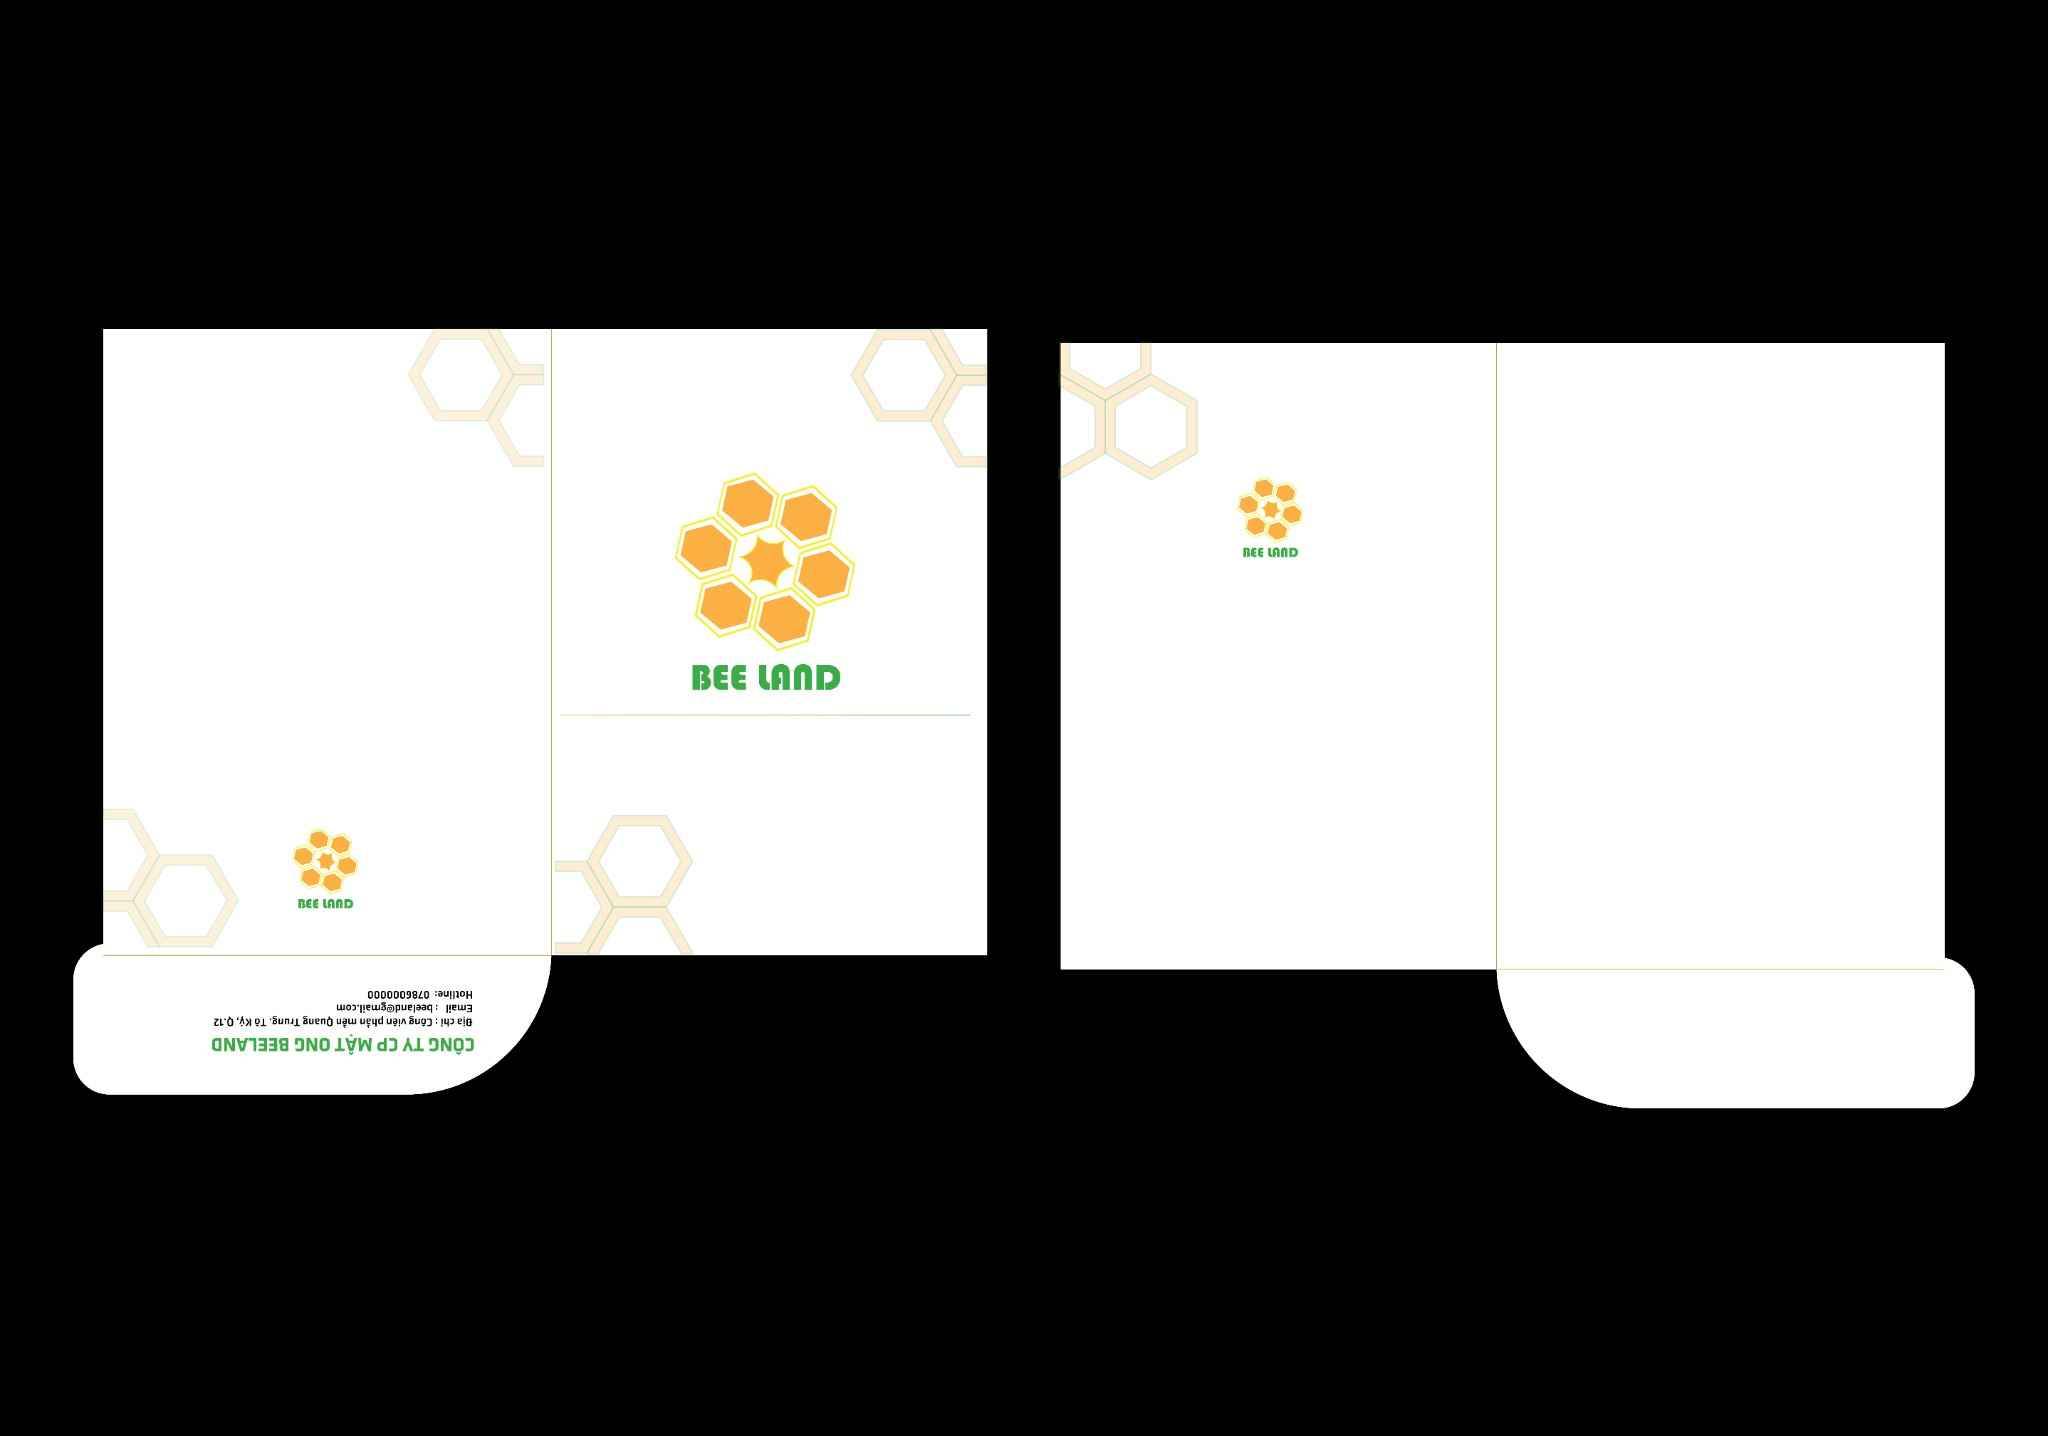 BEE LAND
BEE LAND
CÔNG TY CP MẬT ONG BEELAND
Địa chỉ : Công viên phần mền Quang Trung. Tô Ký, Q.12
Email : beeland@gmail.com
Hotline: 0786000000
BEE LAND